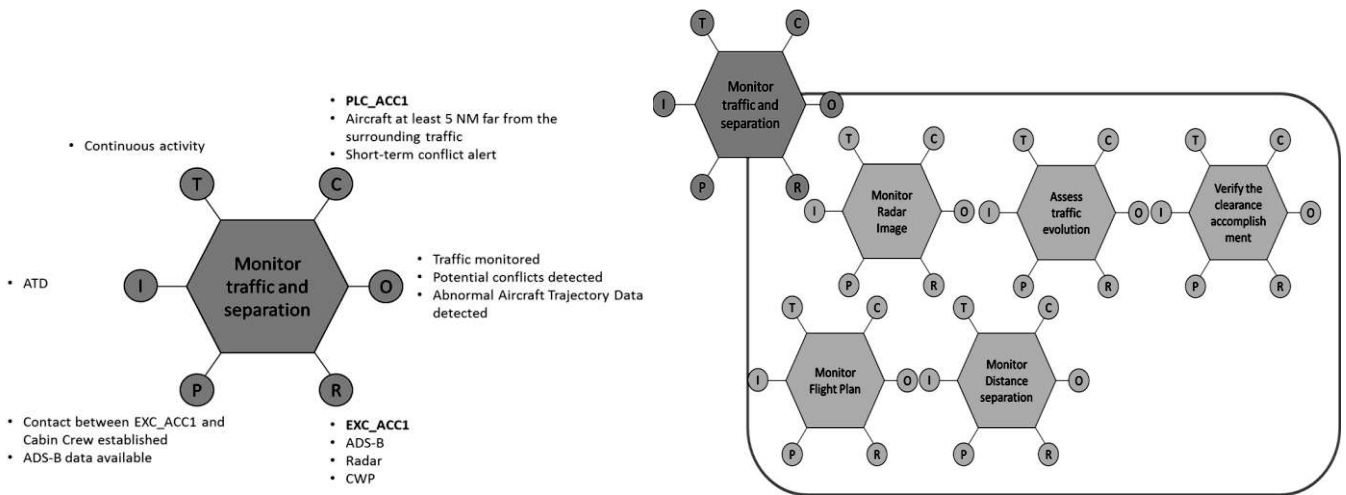 • Continuous activity
• PLC_ACC1
• Aircraft at least 5 NM far from the
surrounding traffic
• Short-term conflict alert
T
C
• ATD
I
Monitor
traffic and
separation
O
• Traffic monitored
• Potential conflicts detected
• Abnormal Aircraft Trajectory Data
detected
P
R
• Contact between EXC_ACC1 and
Cabin Crew established
• ADS-B data available
• EXC_ACC1
• ADS-B
• Radar
• CWP
T
C
I
Monitor
traffic and
separation
O
P
R
T
C
I
Monitor
Radar
Image
O
P
R
T
C
I
Assess
traffic
evolution
O
P
R
T
C
I
Verify the
clearance
accomplish
ment
O
P
R
T
C
I
Monitor
Flight Plan
O
P
R
T
C
I
Monitor
Distance
separation
O
P
R